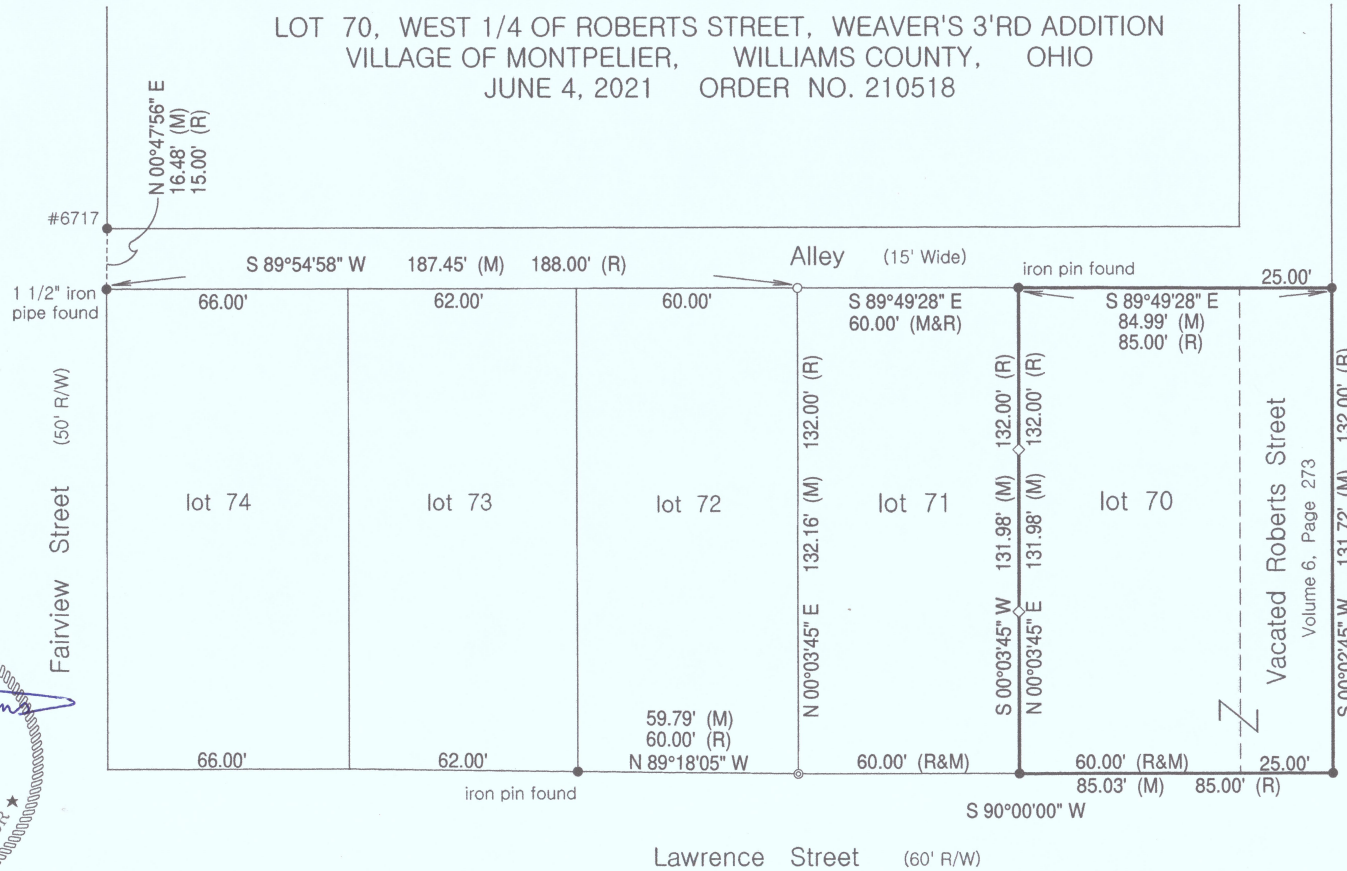 LOT 70, WEST 1/4 OF ROBERTS STREET, WEAVER'S 3'RD ADDITION
VILLAGE OF MONTPELIER, WILLIAMS COUNTY, OHIO
JUNE 4, 2021 ORDER NO. 210518
N 00°47'56" E
16.48' (M)
15.00' (R)
#6717
Alley (15' Wide)
S 89°54'58" W 187.45' (M) 188.00' (R)
iron pin found
25.00'
1 1/2" iron
pipe found
66.00'
62.00'
60.00'
S 89°49'28" E
60.00' (M&R)
S 89°49'28" E
84.99' (M)
85.00' (R)
Fairview Street (50' R/W)
lot 74
lot 73
lot 72
N 00°03'45" E 132.16' (M) 132.00' (R)
lot 71
S 00°03'45" W 131.98' (M) 132.00' (R)
N 00°03'45" E 131.98' (M) 132.00' (R)
lot 70
Vacated Roberts Street
Volume 6, Page 273
S 00°02'45" W 131.72' (M) 132.00' (R)
59.79' (M)
60.00' (R)
N 89°18'05" W
66.00'
62.00'
60.00' (R&M)
60.00' (R&M)
25.00'
iron pin found
85.03' (M) 85.00' (R)
S 90°00'00" W
Lawrence Street (60' R/W)